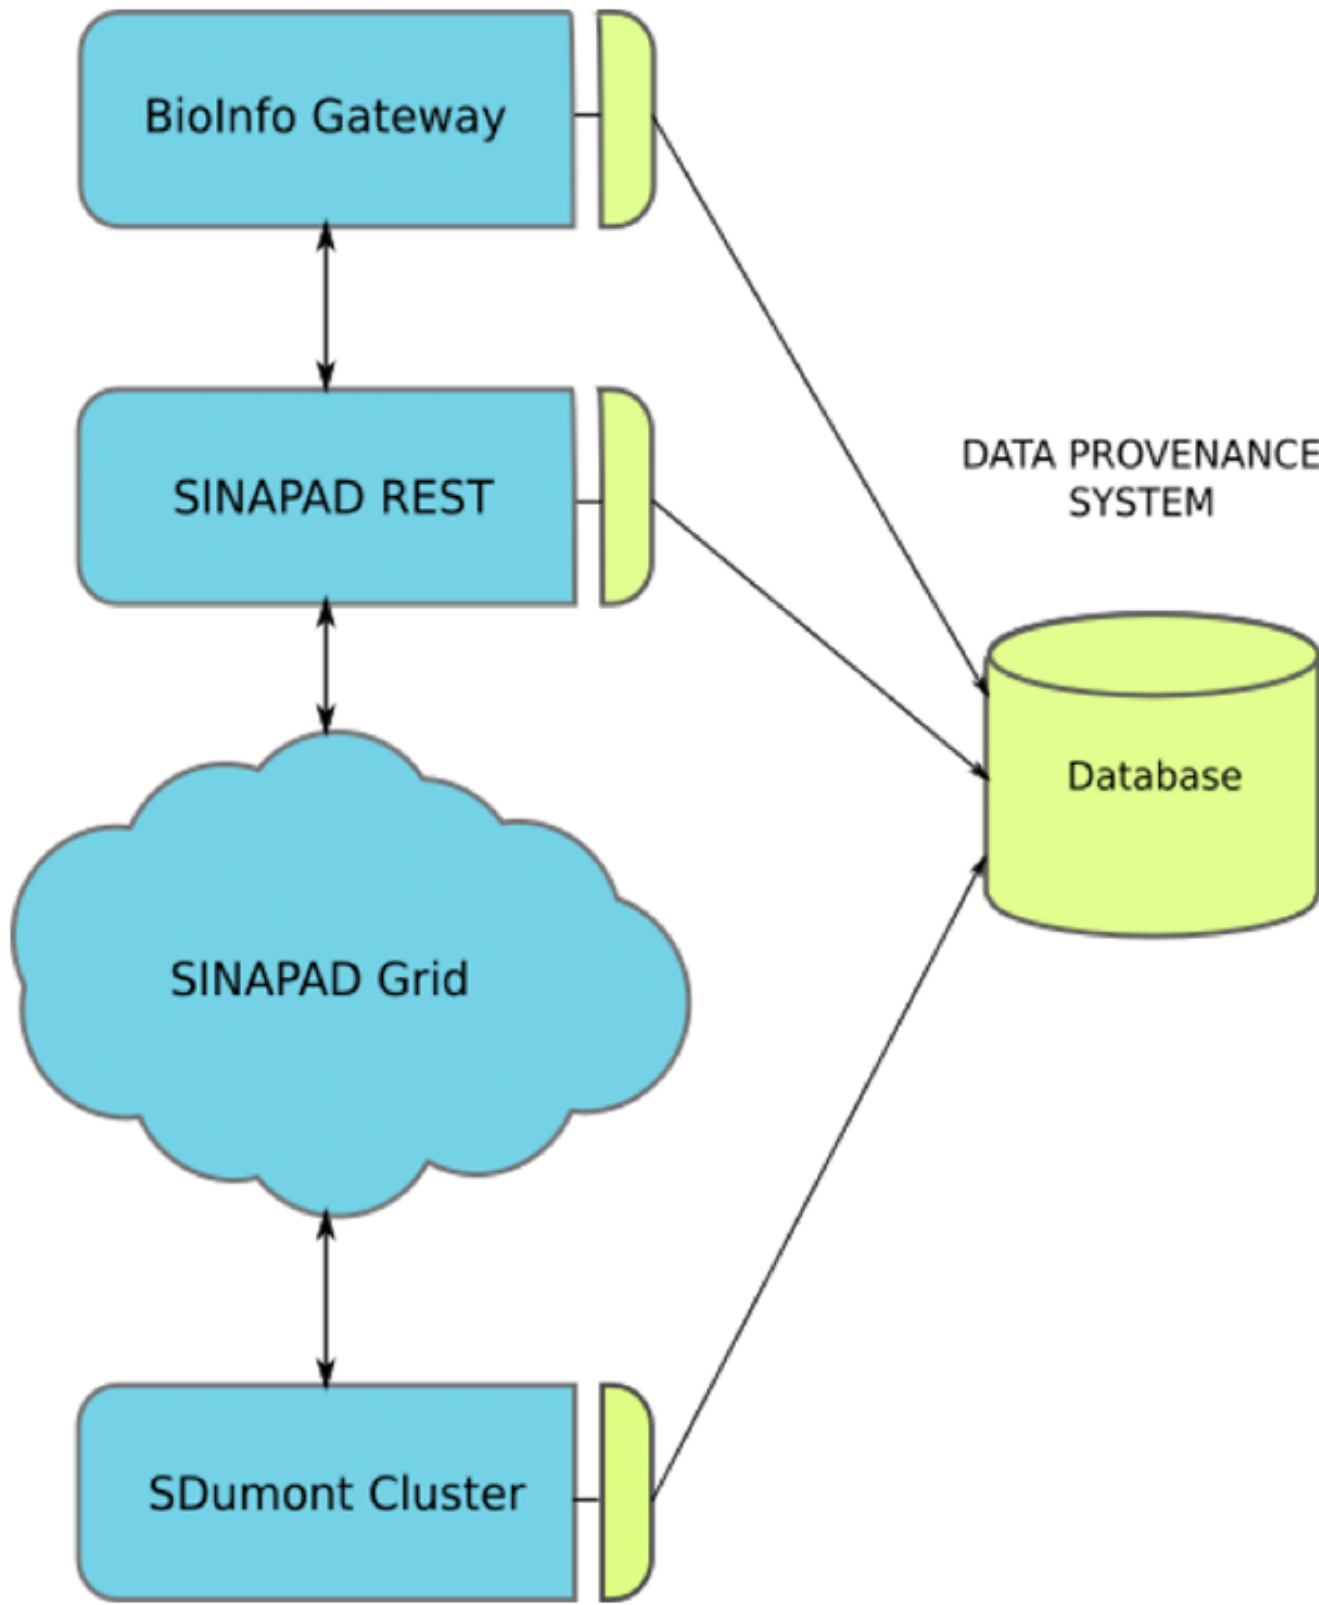 BioInfo Gateway
SINAPAD REST
DATA PROVENANCE
SYSTEM
Database
SINAPAD Grid
SDumont Cluster